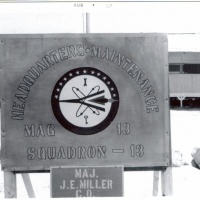 HEADQUARTERS • MAINTENANCE
I I
I
MAG 13
SQUADRON - 13
MAJ.
J.E. MILLER
C.O.